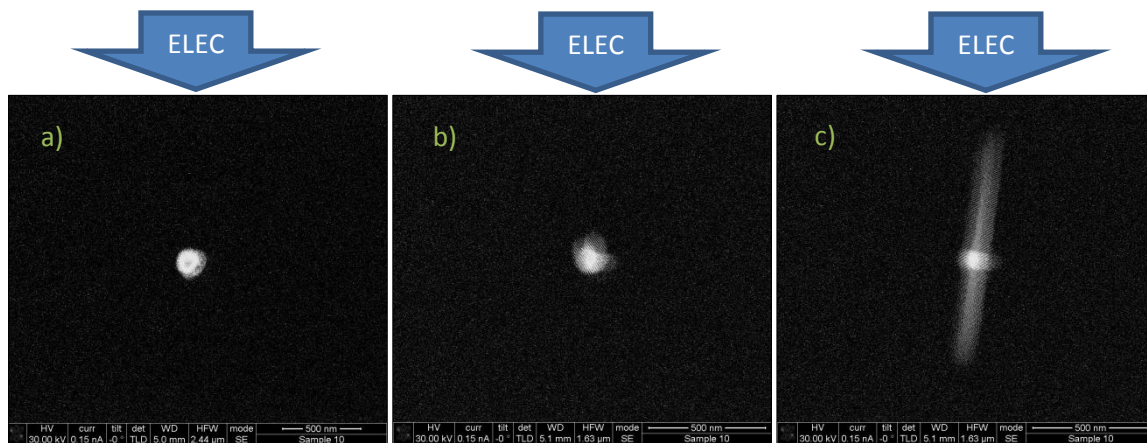 ELEC
ELEC
ELEC
a)
b)
c)
HV curr tilt det WD HFW mode
30.00 kV 0.15 nA -0 ° TLD 5.0 mm 2.44 µm SE
500 nm
Sample 10
HV curr tilt det WD HFW mode
30.00 kV 0.15 nA -0 ° TLD 5.1 mm 1.63 µm SE
500 nm
Sample 10
HV curr tilt det WD HFW mode
30.00 kV 0.15 nA -0 ° TLD 5.1 mm 1.63 µm SE
500 nm
Sample 10